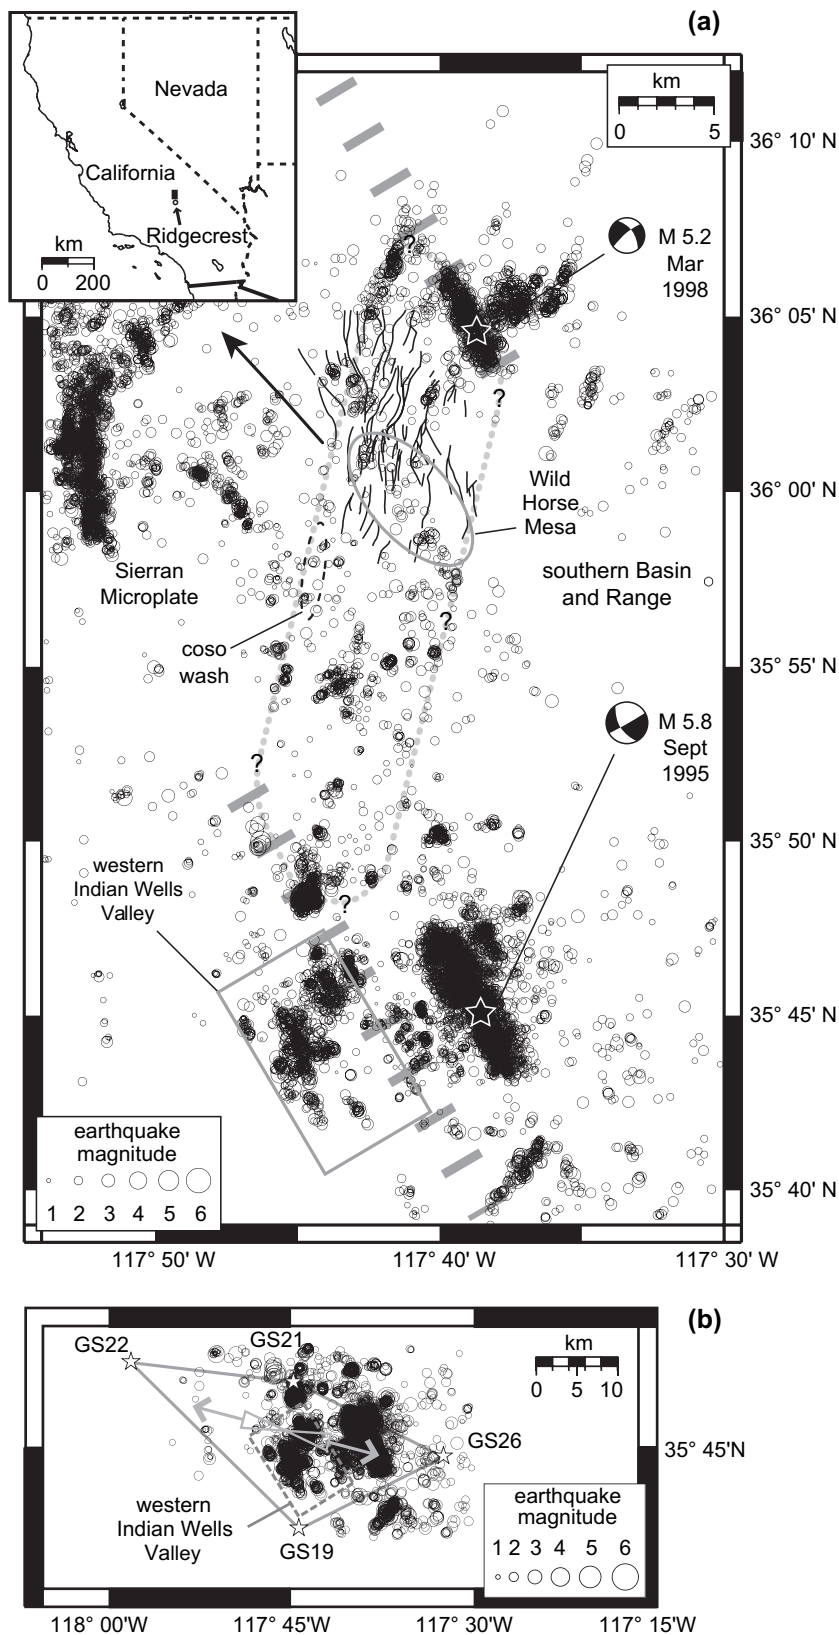 (a)
Nevada
California
Ridgecrest
km
0 200
km
0 5
36° 10' N
M 5.2
Mar
1998
?
36° 05' N
?
Wild
Horse
Mesa
36° 00' N
Sierran
Microplate
southern Basin
and Range
?
coso
wash
35° 55' N
M 5.8
Sept
1995
?
35° 50' N
western
Indian Wells
Valley
?
35° 45' N
earthquake
magnitude
1 2 3 4 5 6
35° 40' N
117° 50' W 117° 40' W 117° 30' W
(b)
GS22
GS21
km
0 5 10
GS26
35° 45'N
western
Indian Wells
Valley
GS19
earthquake
magnitude
1 2 3 4 5 6
118° 00'W 117° 45'W 117° 30'W 117° 15'W